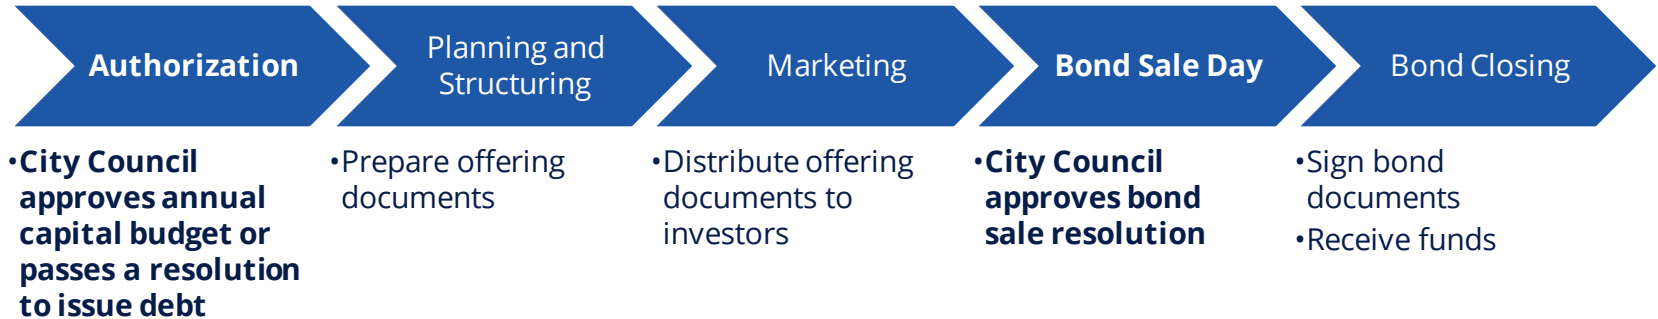 Authorization
Planning and
Structuring
Marketing
Bond Sale Day
Bond Closing
•City Council
approves annual
capital budget or
passes a resolution
to issue debt
•Prepare offering
documents
•Distribute offering
documents to
investors
•City Council
approves bond
sale resolution
•Sign bond
documents
•Receive funds